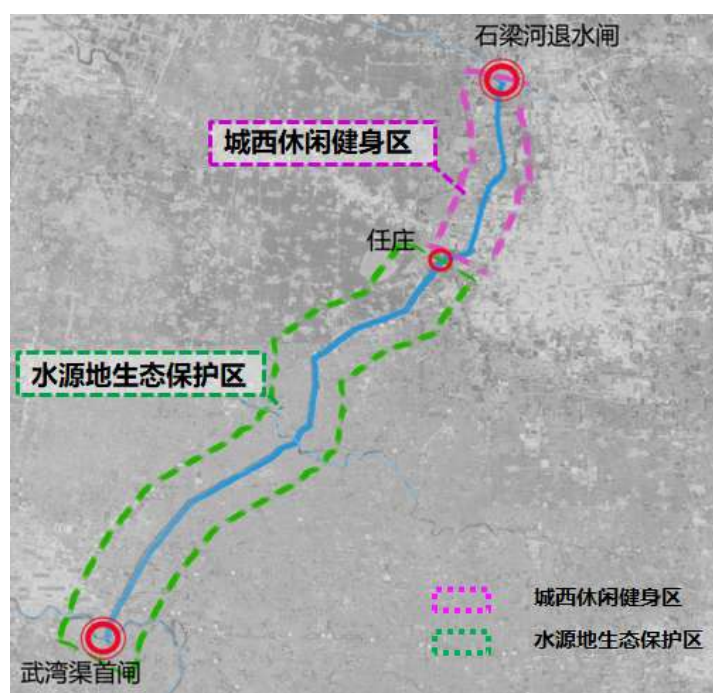 石梁河退水闸
城西休闲健身区
任庄
水源地生态保护区
城西休闲健身区
水源地生态保护区
武湾渠首闸